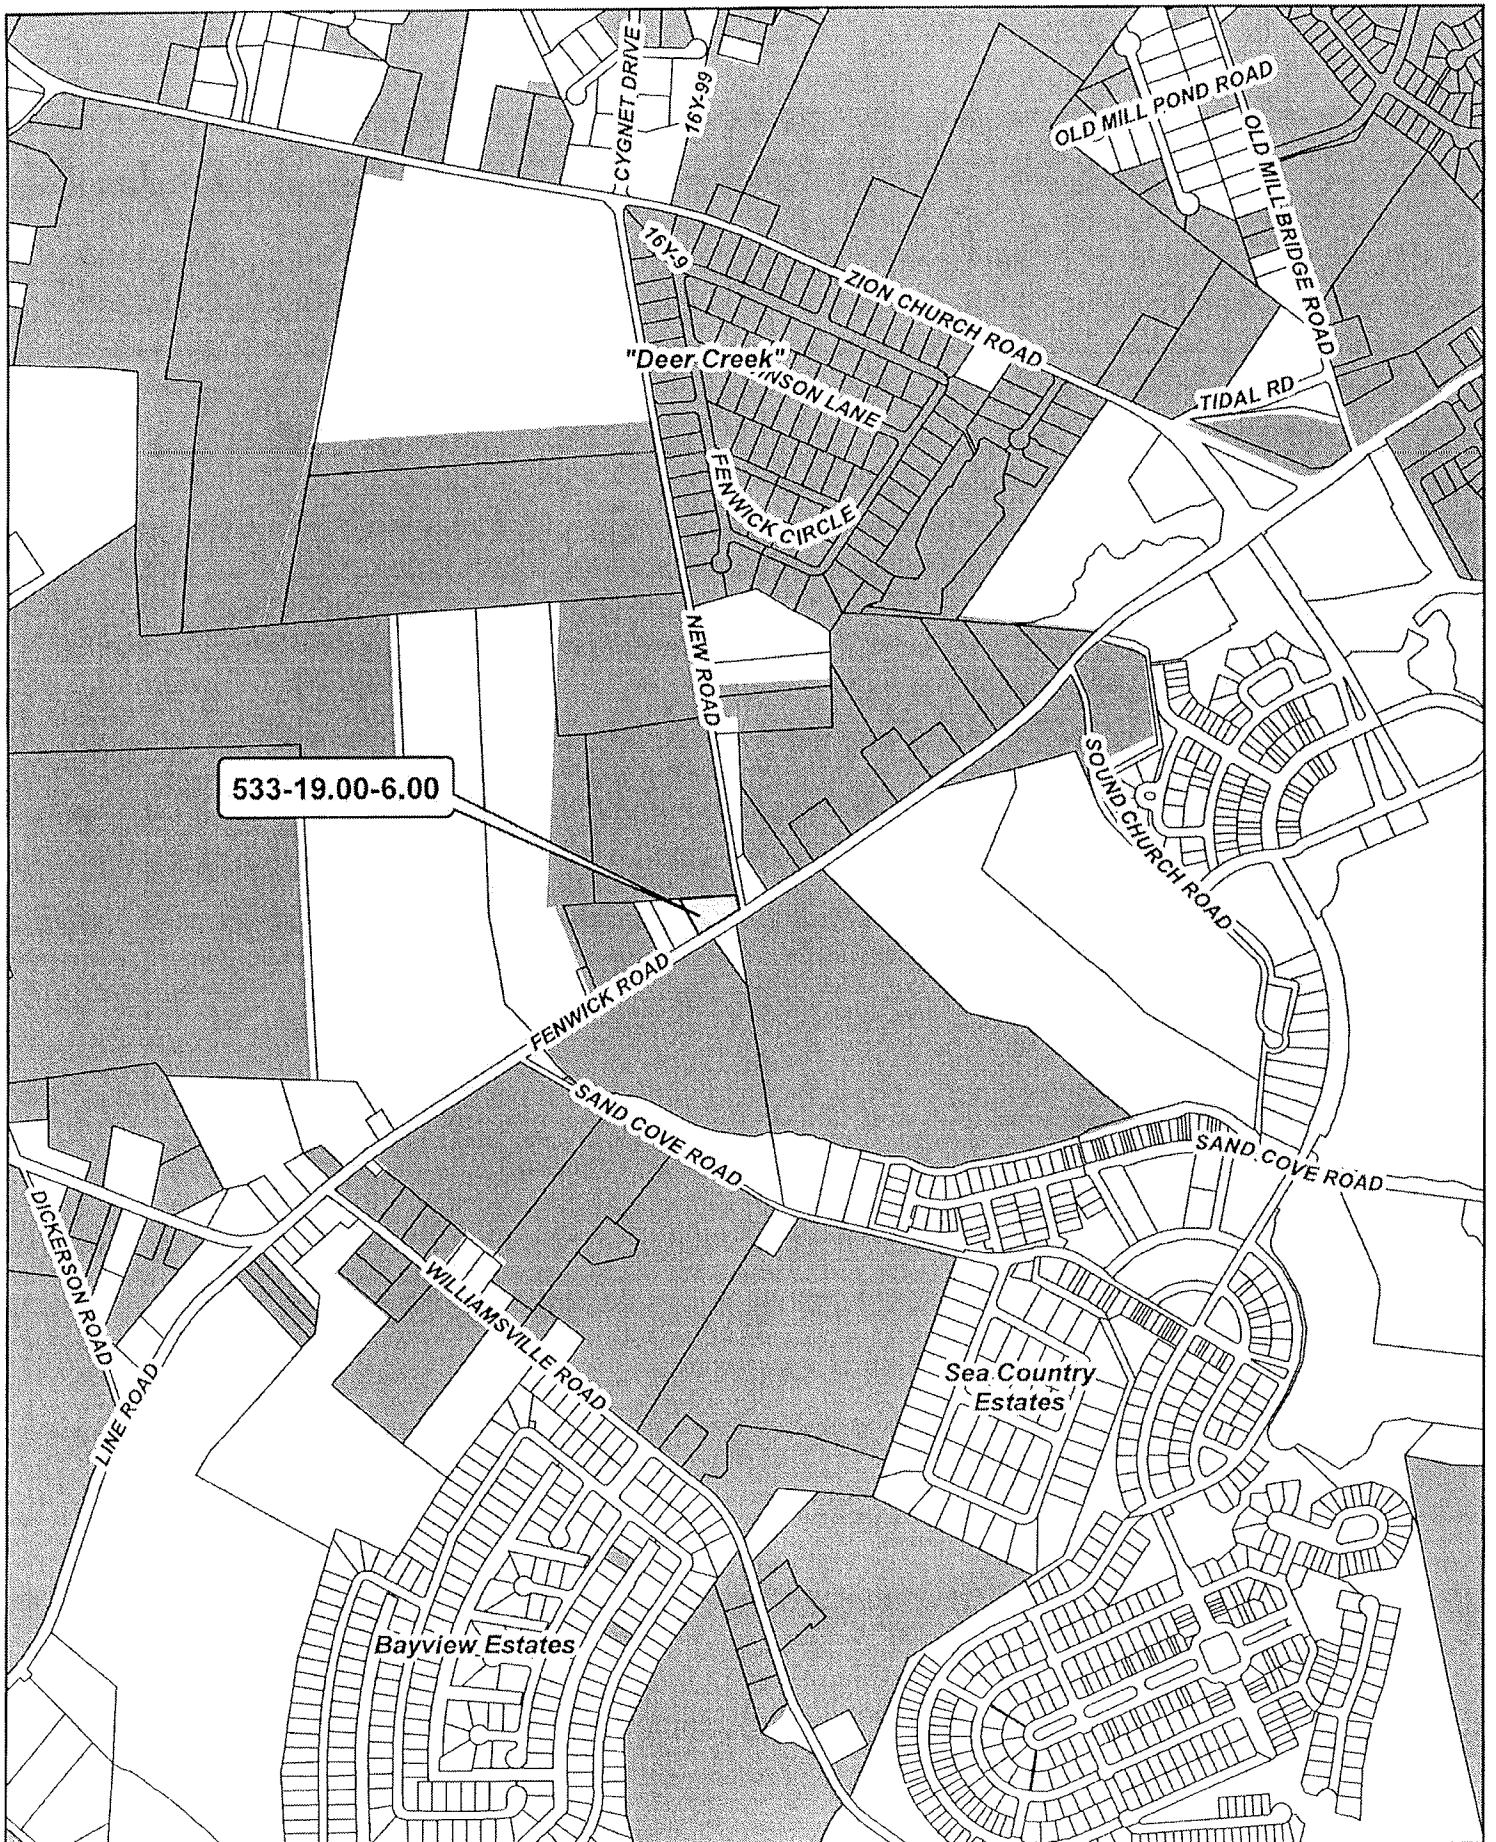 CYGNET DRIVE
16Y-99
OLD MILL POND ROAD
OLD MILL BRIDGE ROAD
16Y-9
ZION CHURCH ROAD
"Deer Creek"
LANE
TIDAL RD
FENWICK CIRCLE
NEW ROAD
533-19.00-6.00
SOUND CHURCH ROAD
FENWICK ROAD
SAND COVE ROAD
SAND COVE ROAD
DICKERSON ROAD
WILLIAMSVILLE ROAD
LINE ROAD
Sea Country
Estates
Bayview Estates